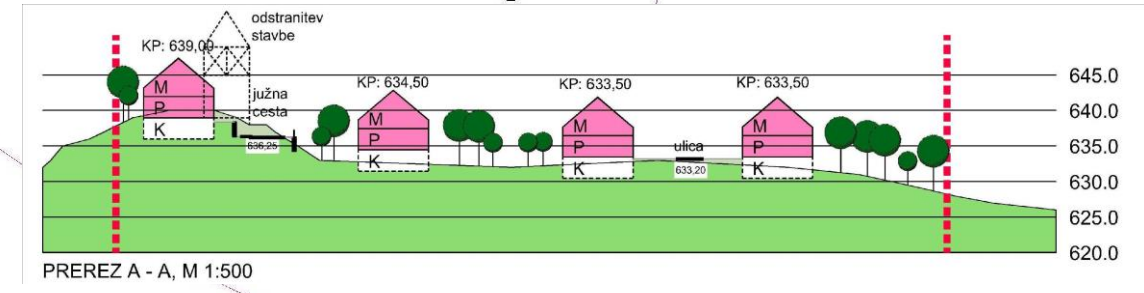 odstranitev
stavbe
KP: 639,00
južna
cesta
636,25
KP: 634,50
KP: 633,50
KP: 633,50
ulica
633,20
M
P
K
M
P
K
M
P
K
M
P
K
645.0
640.0
635.0
630.0
625.0
620.0
PREREZ A - A, M 1:500